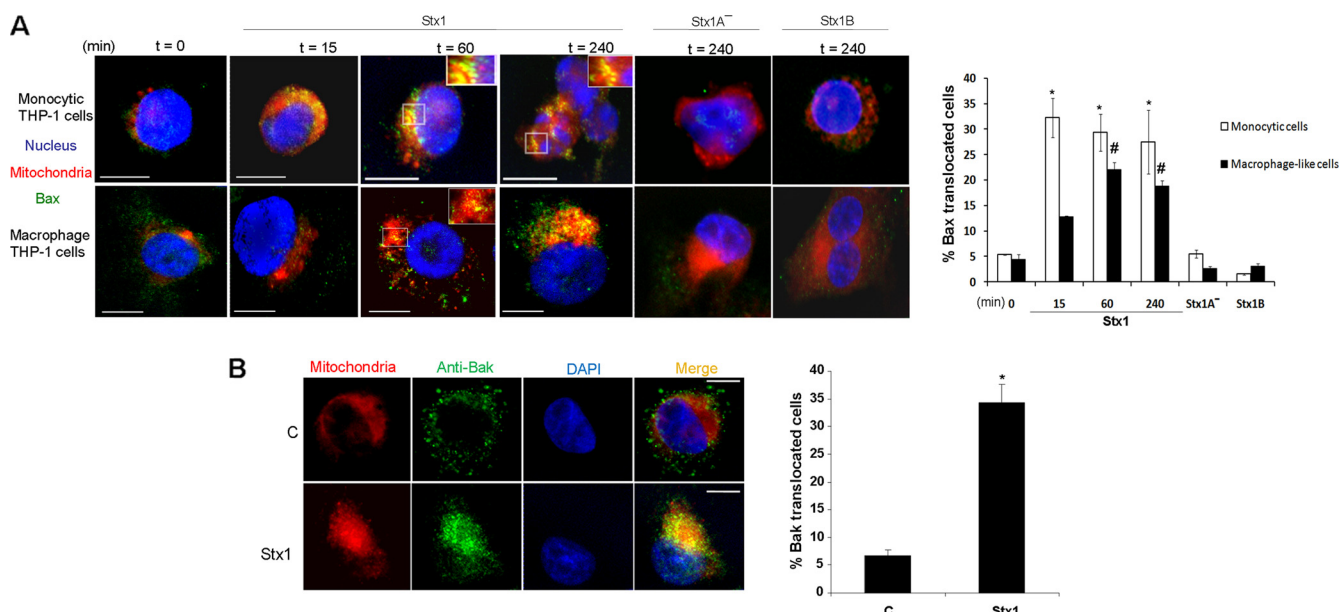 A
Stx1
Stx1A⁻
Stx1B
(min)
t = 0
t = 15
t = 60
t = 240
t = 240
t = 240
Monocytic
THP-1 cells
Nucleus
Mitochondria
Bax
Macrophage
THP-1 cells
% Bax translocated cells
40
35
30
25
20
15
10
5
0
*
*
*
#
#
Monocytic cells
Macrophage-like cells
(min) 0 15 60 240 Stx1A⁻ Stx1B
Stx1
B
Mitochondria
Anti-Bak
DAPI
Merge
C
Stx1
% Bak translocated cells
40
35
30
25
20
15
10
5
*
C
Stx1